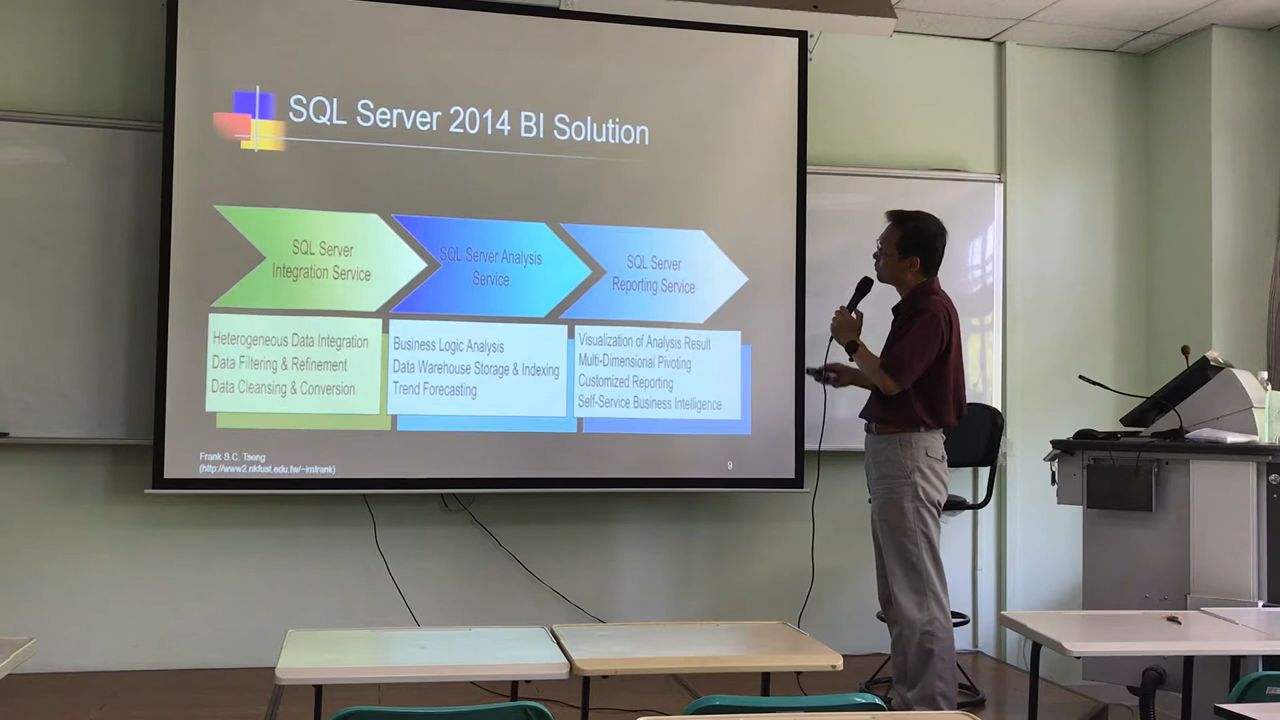 SQL Server 2014 BI Solution
SQL Server
Integration Service
SQL Server Analysis
Service
SQL Server
Reporting Service
Heterogeneous Data Integration
Data Filtering & Refinement
Data Cleansing & Conversion
Business Logic Analysis
Data Warehouse Storage & Indexing
Trend Forecasting
Visualization of Analysis Result
Multi-Dimensional Pivoting
Customized Reporting
Self-Service Business Intelligence
Frank S.C. Tseng
(http://www2.nkfust.edu.tw/~imfrank)
9